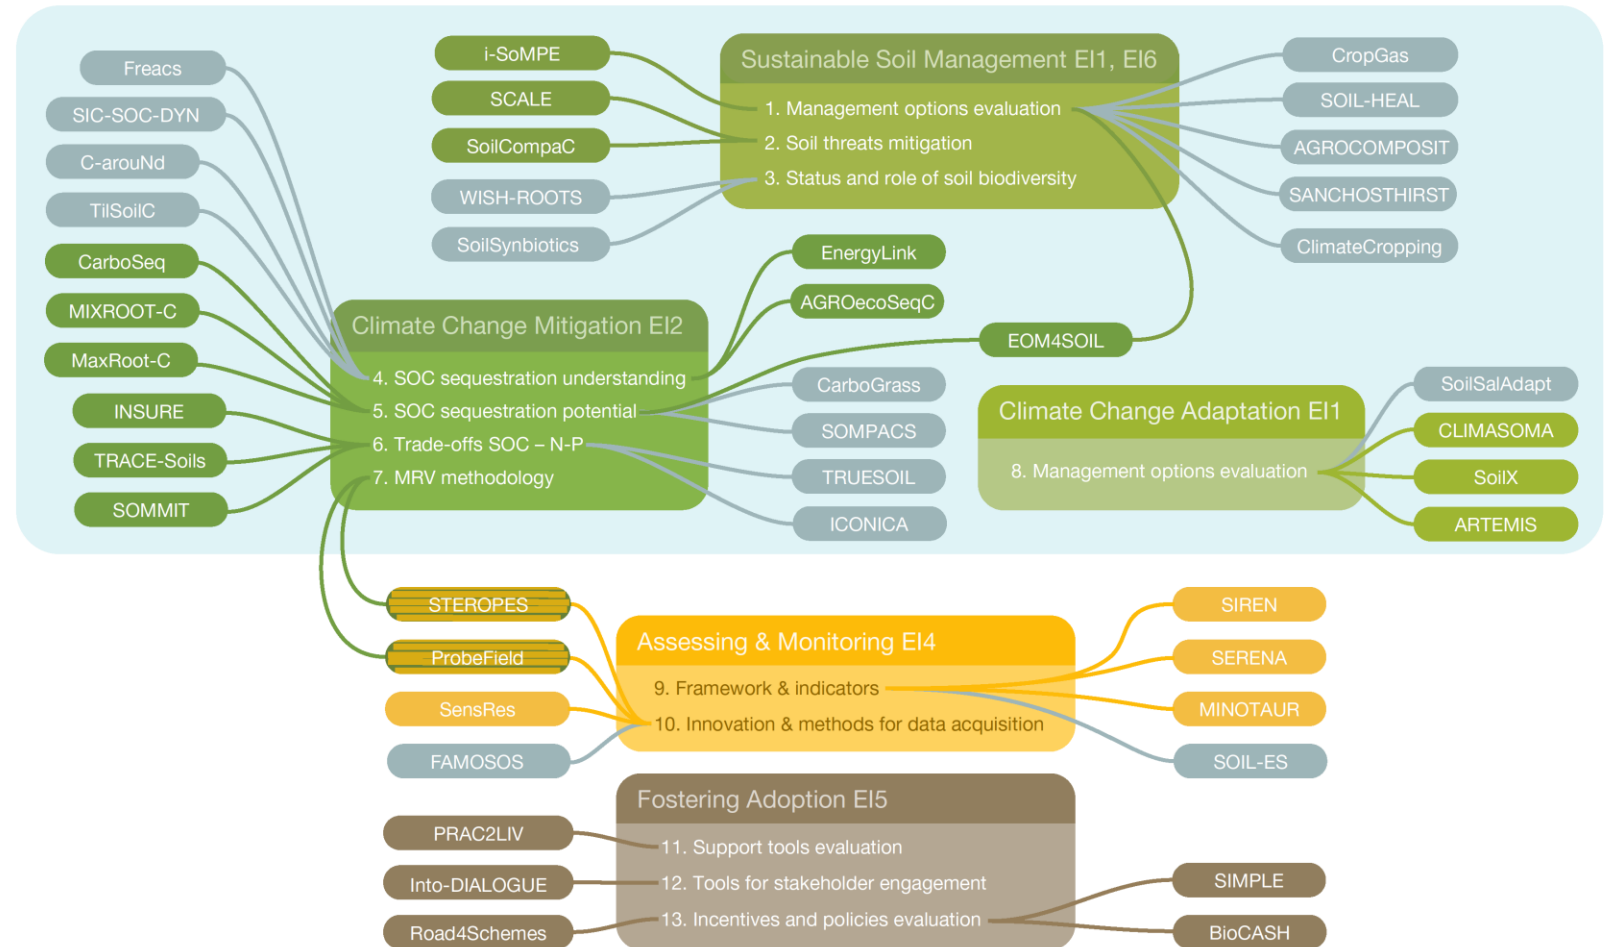 Freacs
SIC-SOC-DYN
C-arouNd
TilSoilC
CarboSeq
MIXROOT-C
MaxRoot-C
INSURE
TRACE-Soils
SOMMIT
i-SoMPE
SCALE
SoilCompaC
WISH-ROOTS
SoilSynbiotics
Sustainable Soil Management EI1, EI6
1. Management options evaluation
2. Soil threats mitigation
3. Status and role of soil biodiversity
CropGas
SOIL-HEAL
AGROCOMPOSIT
SANCHOSTHIRST
ClimateCropping
Climate Change Mitigation EI2
4. SOC sequestration understanding
5. SOC sequestration potential
6. Trade-offs SOC – N-P
7. MRV methodology
EnergyLink
AGROecoSeqC
EOM4SOIL
CarboGrass
SOMPACS
TRUESOIL
ICONICA
Climate Change Adaptation EI1
8. Management options evaluation
SoilSalAdapt
CLIMASOMA
SoilX
ARTEMIS
STEROPES
ProbeField
SensRes
FAMOSOS
Assessing & Monitoring EI4
9. Framework & indicators
10. Innovation & methods for data acquisition
SIREN
SERENA
MINOTAUR
SOIL-ES
PRAC2LIV
Into-DIALOGUE
Road4Schemes
Fostering Adoption EI5
11. Support tools evaluation
12. Tools for stakeholder engagement
13. Incentives and policies evaluation
SIMPLE
BioCASH